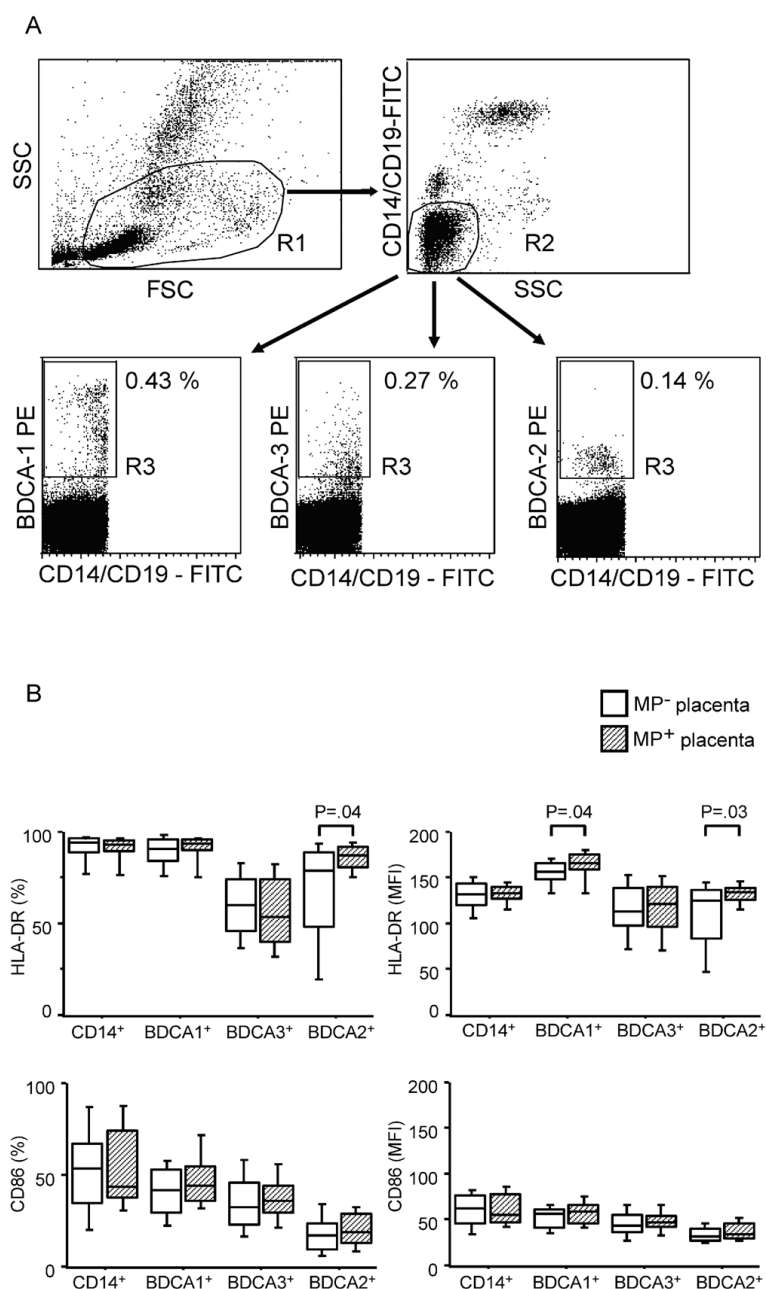 A
SSC
R1
FSC
CD14/CD19-FITC
R2
SSC
BDCA-1 PE
0.43 %
R3
CD14/CD19 - FITC
BDCA-3 PE
0.27 %
R3
CD14/CD19 - FITC
BDCA-2 PE
0.14 %
R3
CD14/CD19 - FITC
B
MP⁻ placenta
MP⁺ placenta
HLA-DR (%)
100
50
0
P=.04
CD14⁺ BDCA1⁺ BDCA3⁺ BDCA2⁺
HLA-DR (MFI)
200
150
100
50
0
P=.04
P=.03
CD14⁺ BDCA1⁺ BDCA3⁺ BDCA2⁺
CD86 (%)
100
50
0
CD14⁺ BDCA1⁺ BDCA3⁺ BDCA2⁺
CD86 (MFI)
200
150
100
50
0
CD14⁺ BDCA1⁺ BDCA3⁺ BDCA2⁺